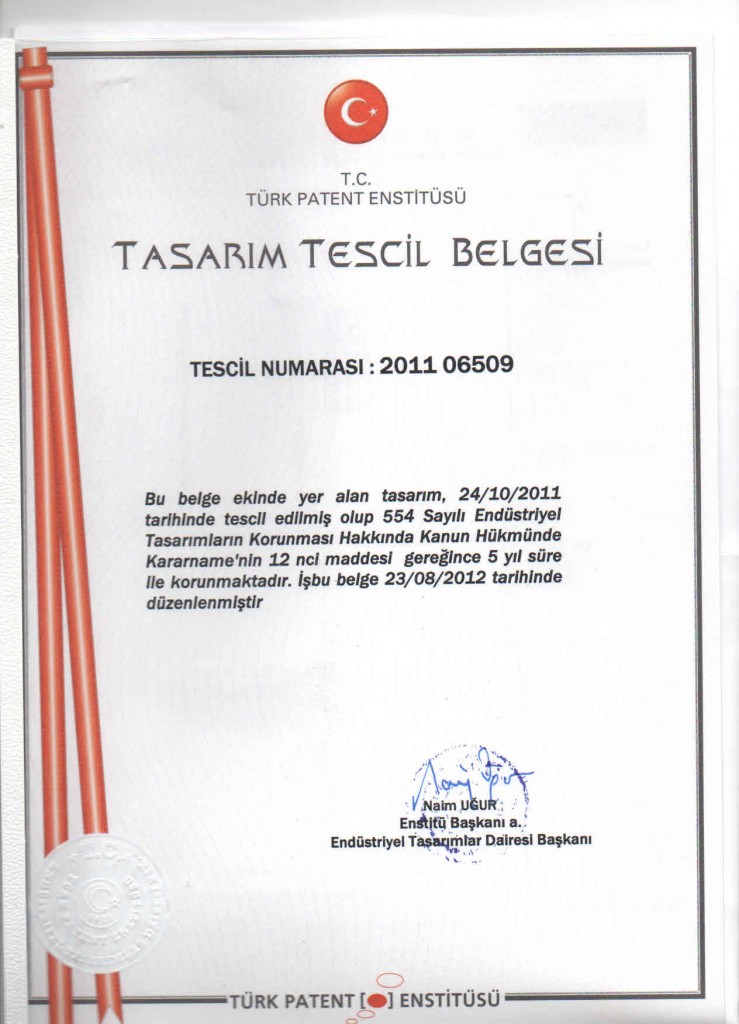 T.C.
TÜRK PATENT ENSTİTÜSÜ
TASARIM TESCİL BELGESİ
TESCİL NUMARASI : 2011 06509
Bu belge ekinde yer alan tasarım, 24/10/2011
tarihinde tescil edilmiş olup 554 Sayılı Endüstriyel
Tasarımların Korunması Hakkında Kanun Hükmünde
Kararname'nin 12 nci maddesi gereğince 5 yıl süre
ile korunmaktadır. İşbu belge 23/08/2012 tarihinde
düzenlenmiştir
Naim UĞUR
Enstitü Başkanı a.
Endüstriyel Tasarımlar Dairesi Başkanı
TÜRK PATENT [ ] ENSTİTÜSÜ